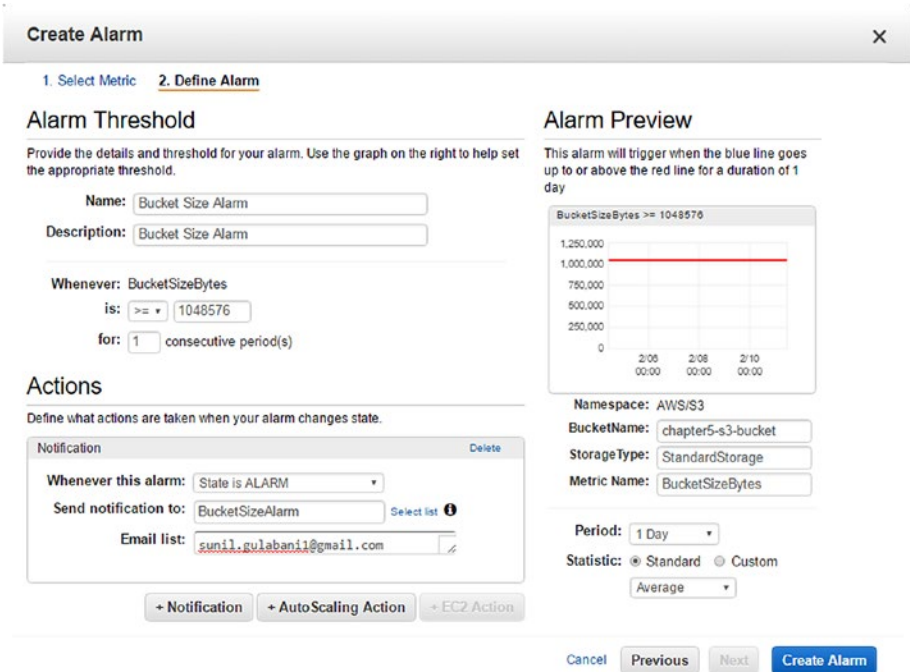 Create Alarm
1. Select Metric 2. Define Alarm
Alarm Threshold
Provide the details and threshold for your alarm. Use the graph on the right to help set
the appropriate threshold.
Name: Bucket Size Alarm
Description: Bucket Size Alarm
Whenever: BucketSizeBytes
is: >= 1048576
for: 1 consecutive period(s)
Actions
Define what actions are taken when your alarm changes state.
Notification Delete
Whenever this alarm: State is ALARM
Send notification to: BucketSizeAlarm Select list
Email list: sunil.gulabani1@gmail.com
+ Notification + AutoScaling Action + EC2 Action
Alarm Preview
This alarm will trigger when the blue line goes
up to or above the red line for a duration of 1
day
BucketSizeBytes >= 1048576
1,250,000
1,000,000
750,000
500,000
250,000
0
2/06 2/08 2/10
00:00 00:00 00:00
Namespace: AWS/S3
BucketName: chapter5-s3-bucket
StorageType: StandardStorage
Metric Name: BucketSizeBytes
Period: 1 Day
Statistic: Standard Custom
Average
Cancel Previous Next Create Alarm